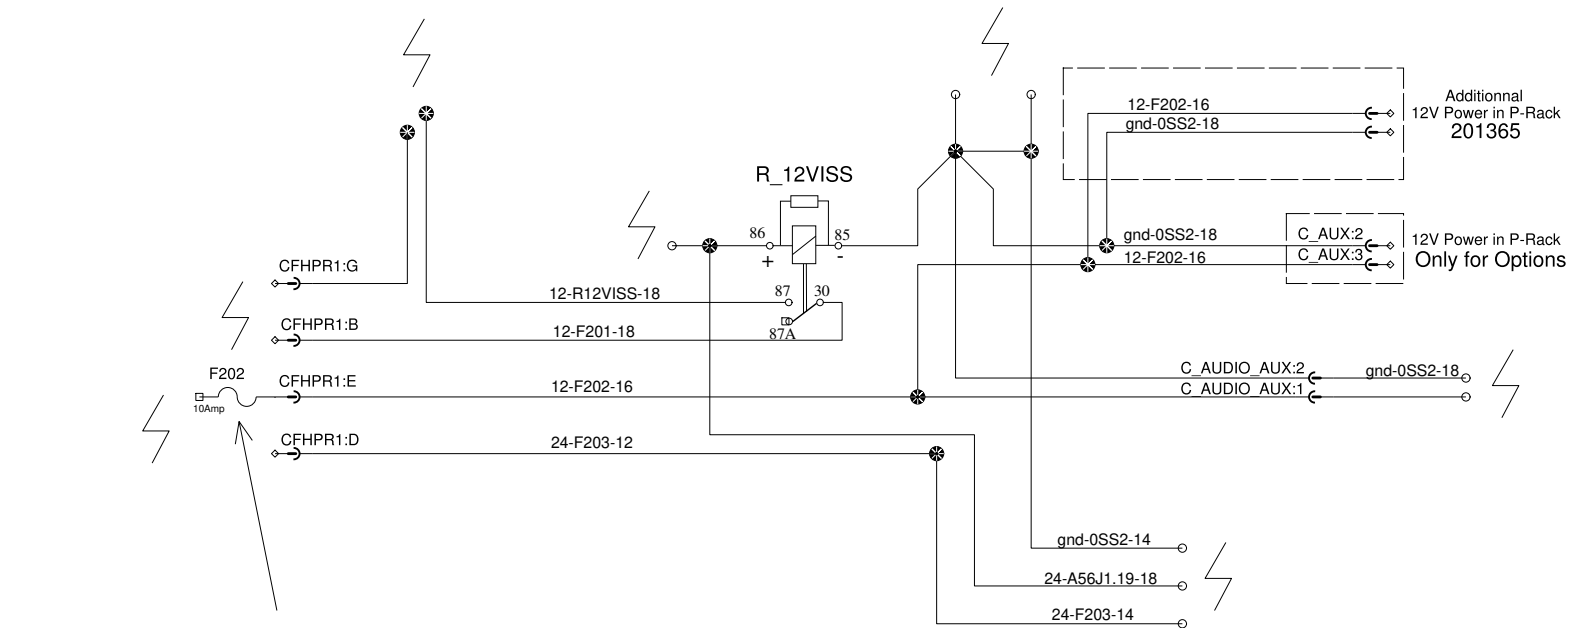 Additionnal
12V Power in P-Rack
201365
12-F202-16
gnd-0SS2-18
R_12VISS
86
85
+
-
gnd-0SS2-18
C_AUX:2
12V Power in P-Rack
12-F202-16
C_AUX:3
Only for Options
CFHPR1:G
12-R12VISS-18
87
30
CFHPR1:B
12-F201-18
87A
F202
10Amp
CFHPR1:E
12-F202-16
C_AUDIO_AUX:2
gnd-0SS2-18
C_AUDIO_AUX:1
CFHPR1:D
24-F203-12
gnd-0SS2-14
24-A56J1.19-18
24-F203-14